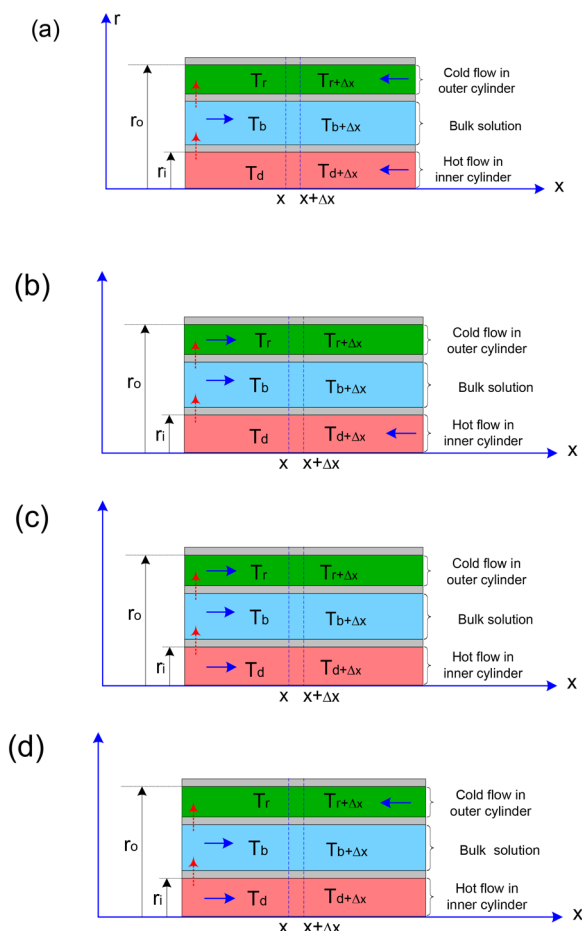 (a)
r
Tr Tr+Δx
Cold flow in
outer cylinder
ro
Tb Tb+Δx
Bulk solution
ri
Td Td+Δx
Hot flow in
inner cylinder
x x+Δx
x
(b)
Tr Tr+Δx
Cold flow in
outer cylinder
ro
Tb Tb+Δx
Bulk solution
ri
Td Td+Δx
Hot flow in
inner cylinder
x x+Δx
x
(c)
Tr Tr+Δx
Cold flow in
outer cylinder
ro
Tb Tb+Δx
Bulk solution
ri
Td Td+Δx
Hot flow in
inner cylinder
x x+Δx
x
(d)
Tr Tr+Δx
Cold flow in
outer cylinder
ro
Tb Tb+Δx
Bulk solution
ri
Td Td+Δx
Hot flow in
inner cylinder
x x+Δx
x